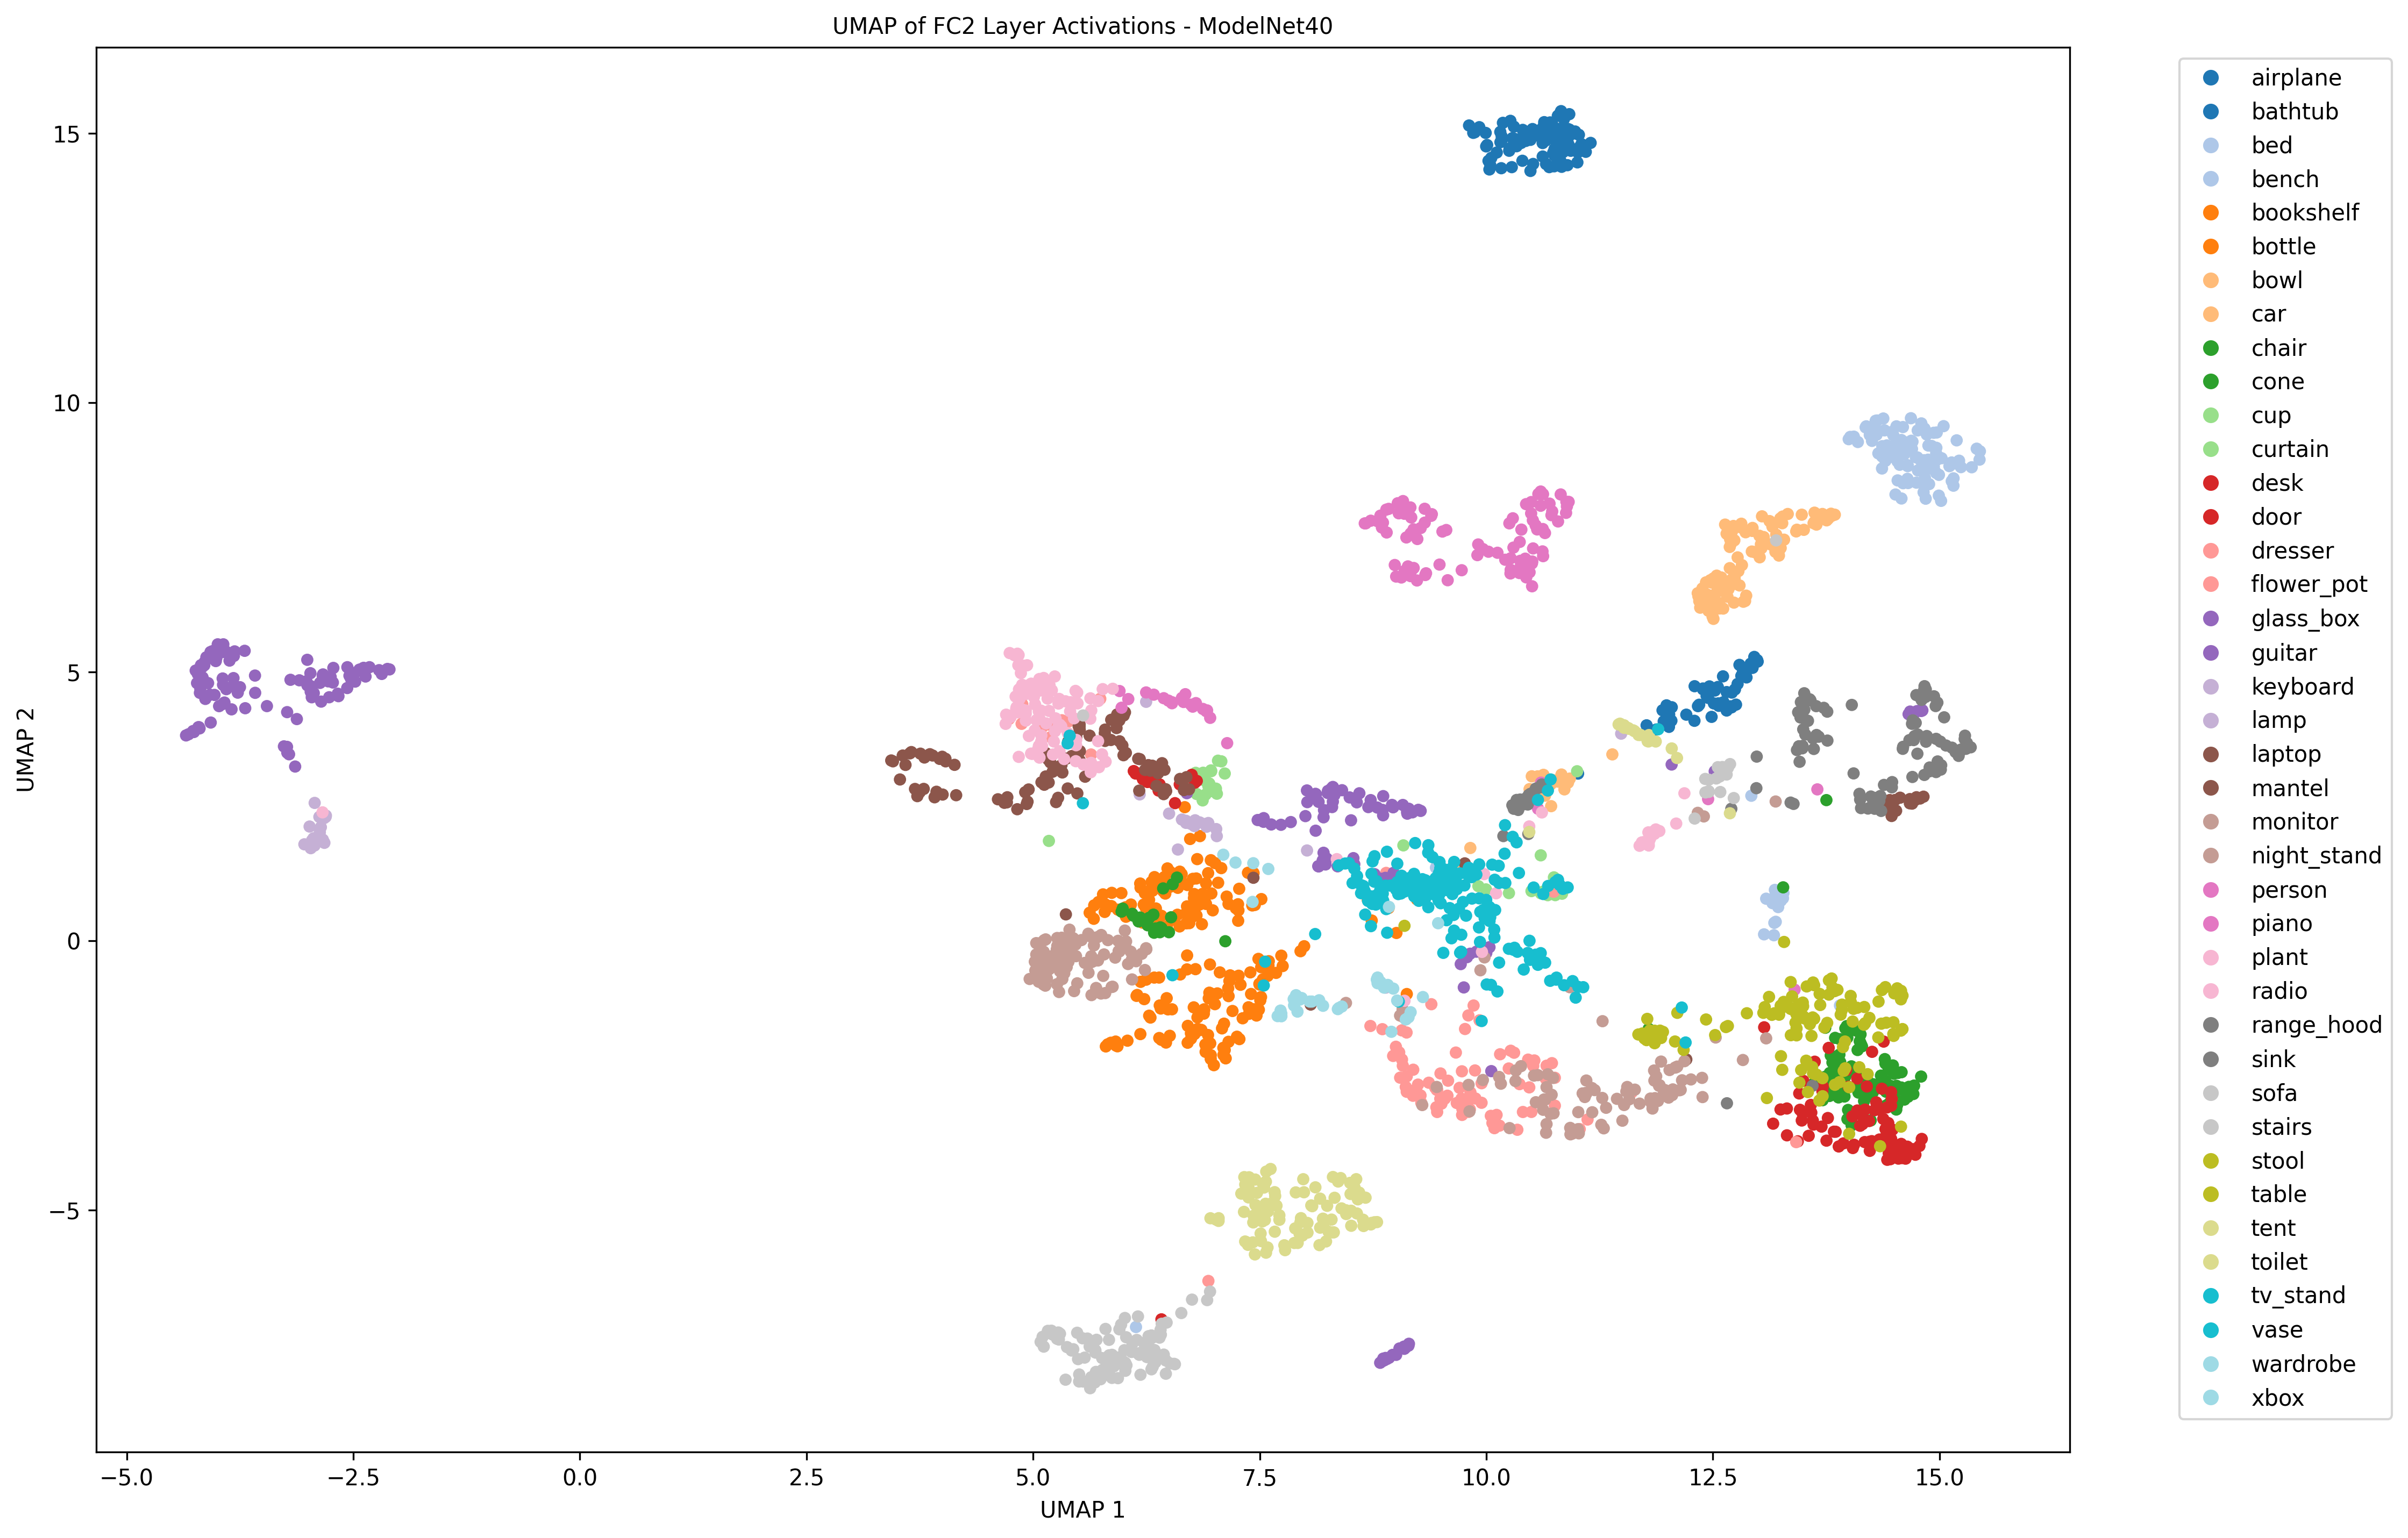 UMAP of FC2 Layer Activations - ModelNet40
15
10
5
0
−5
UMAP 2
−5.0
−2.5
0.0
2.5
5.0
7.5
10.0
12.5
15.0
UMAP 1
airplane
bathtub
bed
bench
bookshelf
bottle
bowl
car
chair
cone
cup
curtain
desk
door
dresser
flower_pot
glass_box
guitar
keyboard
lamp
laptop
mantel
monitor
night_stand
person
piano
plant
radio
range_hood
sink
sofa
stairs
stool
table
tent
toilet
tv_stand
vase
wardrobe
xbox